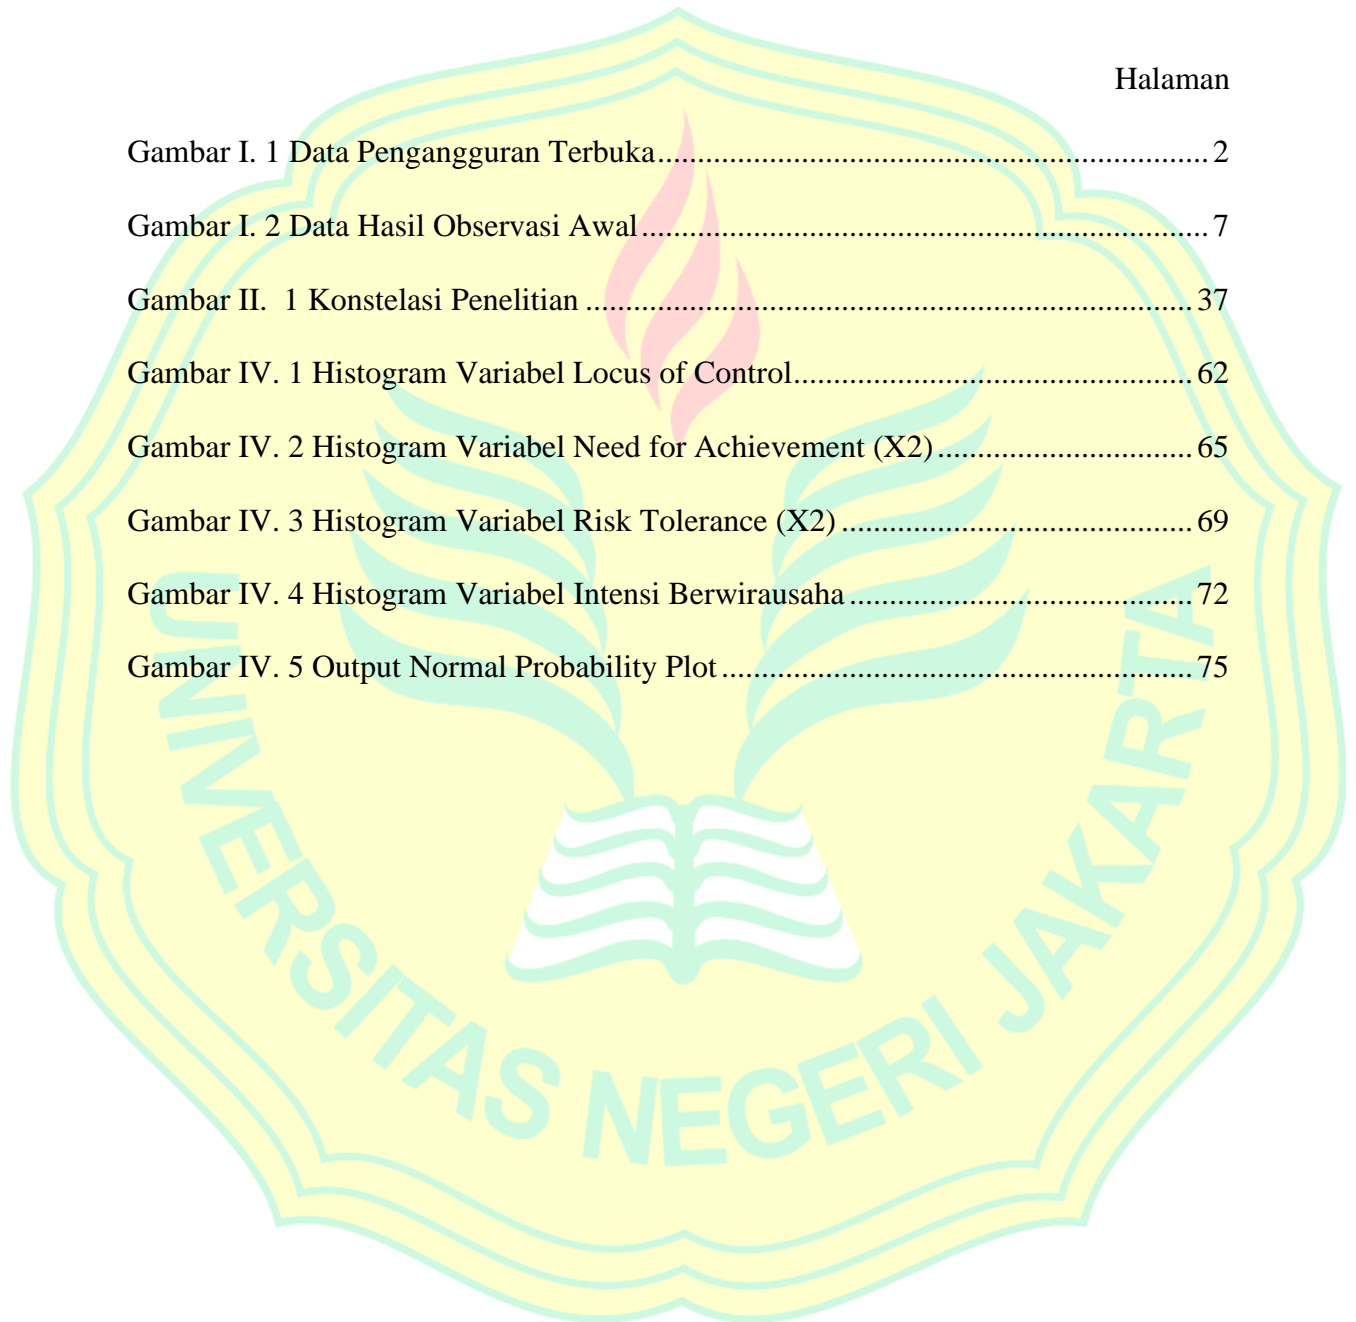 Halaman
Gambar I. 1 Data Pengangguran Terbuka.................................................................... 2
Gambar I. 2 Data Hasil Observasi Awal...................................................................... 7
Gambar II.  1 Konstelasi Penelitian ........................................................................... 37
Gambar IV. 1 Histogram Variabel Locus of Control................................................. 62
Gambar IV. 2 Histogram Variabel Need for Achievement (X2)............................... 65
Gambar IV. 3 Histogram Variabel Risk Tolerance (X2) ........................................... 69
Gambar IV. 4 Histogram Variabel Intensi Berwirausaha .......................................... 72
Gambar IV. 5 Output Normal Probability Plot .......................................................... 75
UNIVERSITAS NEGERI JAKARTA